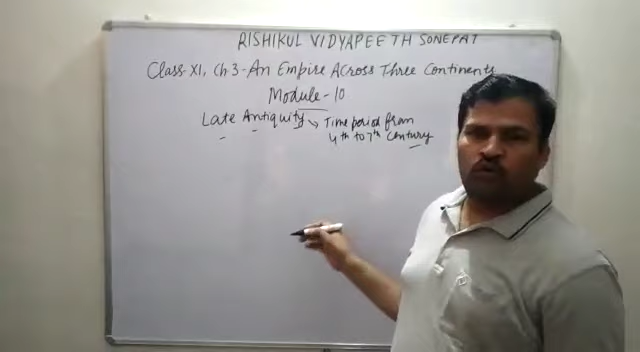 RISHIKUL VIDYAPEETH SONEPAT
Class-XI, Ch 3-An Empire Across Three Continents
Module-10
Late Antiquity → Time period from
4th to 7th Century